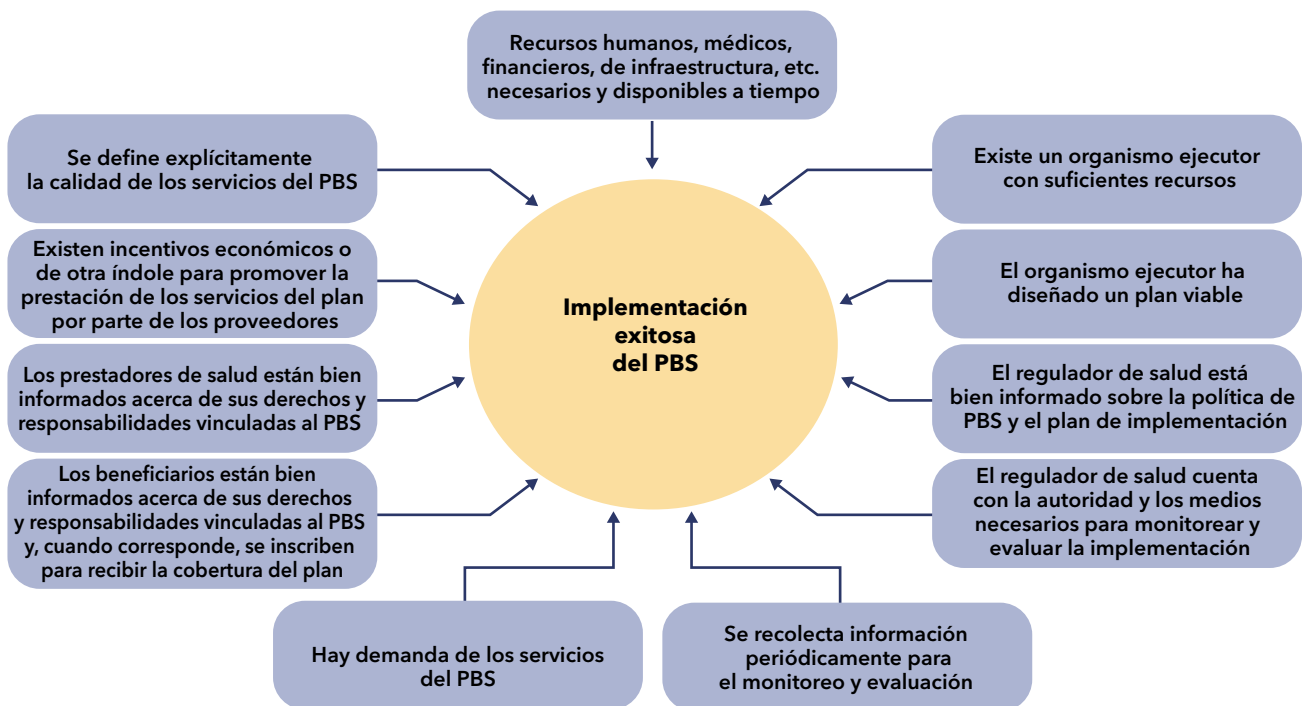 Recursos humanos, médicos,
financieros, de infraestructura, etc.
necesarios y disponibles a tiempo
Se define explícitamente
la calidad de los servicios del PBS
Existen incentivos económicos o
de otra índole para promover la
prestación de los servicios del plan
por parte de los proveedores
Los prestadores de salud están bien
informados acerca de sus derechos y
responsabilidades vinculadas al PBS
Los beneficiarios están bien
informados acerca de sus derechos
y responsabilidades vinculadas al PBS
y, cuando corresponde, se inscriben
para recibir la cobertura del plan
Implementación
exitosa
del PBS
Existe un organismo ejecutor
con suficientes recursos
El organismo ejecutor ha
diseñado un plan viable
El regulador de salud está
bien informado sobre la política de
PBS y el plan de implementación
El regulador de salud cuenta
con la autoridad y los medios
necesarios para monitorear y
evaluar la implementación
Hay demanda de los servicios
del PBS
Se recolecta información
periódicamente para
el monitoreo y evaluación